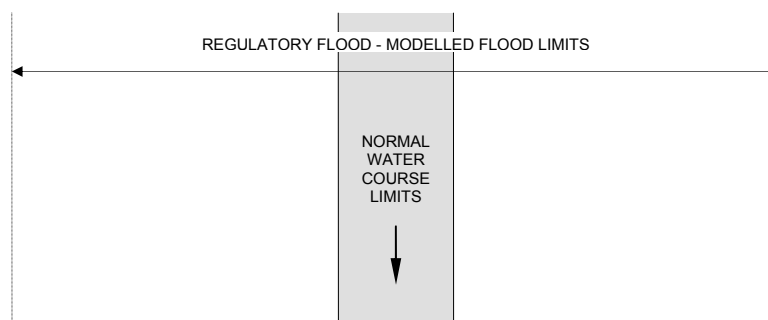 REGULATORY FLOOD - MODELLED FLOOD LIMITS
NORMAL
WATER
COURSE
LIMITS